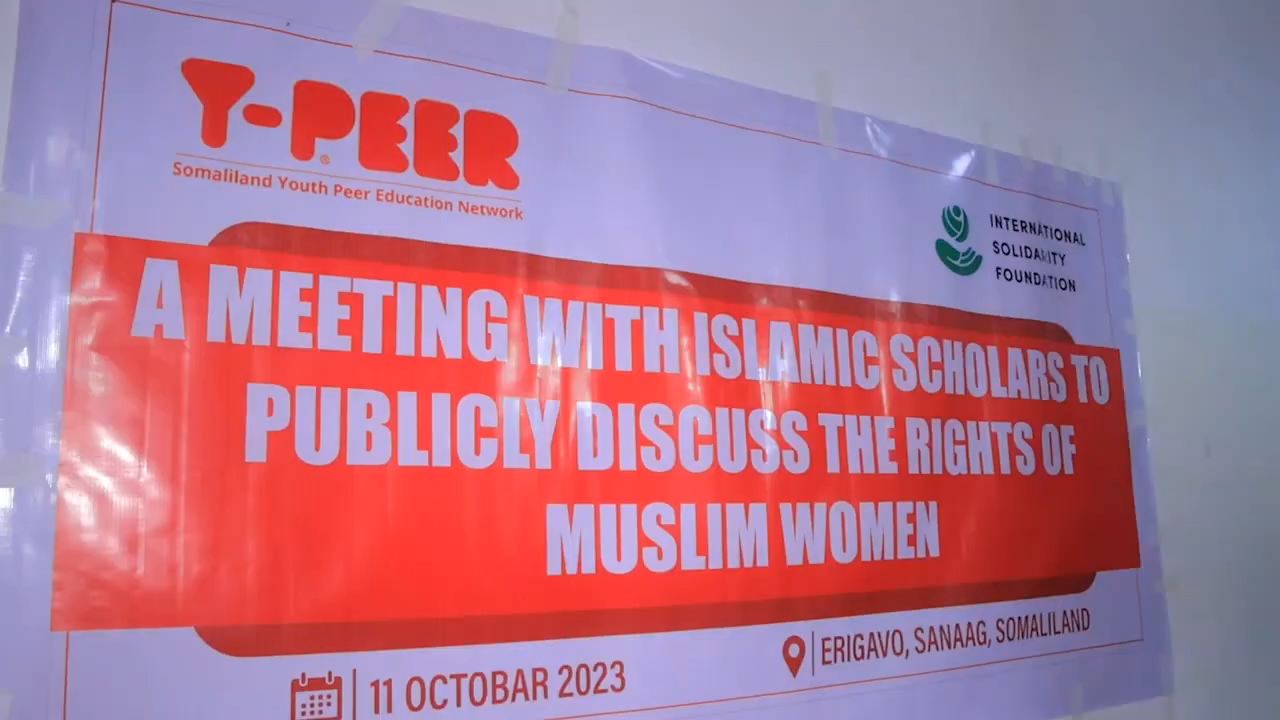 Y-PEER
Somaliland Youth Peer Education Network
INTERNATIONAL
SOLIDARITY
FOUNDATION
A MEETING WITH ISLAMIC SCHOLARS TO
PUBLICLY DISCUSS THE RIGHTS OF
MUSLIM WOMEN
11 OCTOBAR 2023
ERIGAVO, SANAAG, SOMALILAND